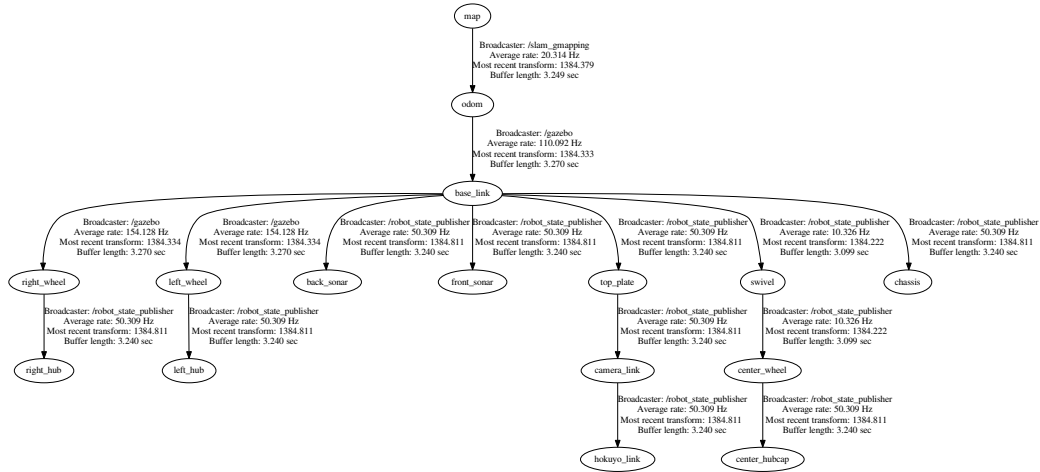 map
Broadcaster: /slam_gmapping
Average rate: 20.314 Hz
Most recent transform: 1384.379
Buffer length: 3.249 sec
odom
Broadcaster: /gazebo
Average rate: 110.092 Hz
Most recent transform: 1384.333
Buffer length: 3.270 sec
base_link
Broadcaster: /gazebo
Average rate: 154.128 Hz
Most recent transform: 1384.334
Buffer length: 3.270 sec
Broadcaster: /gazebo
Average rate: 154.128 Hz
Most recent transform: 1384.334
Buffer length: 3.270 sec
Broadcaster: /robot_state_publisher
Average rate: 50.309 Hz
Most recent transform: 1384.811
Buffer length: 3.240 sec
Broadcaster: /robot_state_publisher
Average rate: 50.309 Hz
Most recent transform: 1384.811
Buffer length: 3.240 sec
Broadcaster: /robot_state_publisher
Average rate: 50.309 Hz
Most recent transform: 1384.811
Buffer length: 3.240 sec
Broadcaster: /robot_state_publisher
Average rate: 10.326 Hz
Most recent transform: 1384.222
Buffer length: 3.099 sec
Broadcaster: /robot_state_publisher
Average rate: 50.309 Hz
Most recent transform: 1384.811
Buffer length: 3.240 sec
right_wheel
left_wheel
back_sonar
front_sonar
top_plate
swivel
chassis
Broadcaster: /robot_state_publisher
Average rate: 50.309 Hz
Most recent transform: 1384.811
Buffer length: 3.240 sec
Broadcaster: /robot_state_publisher
Average rate: 50.309 Hz
Most recent transform: 1384.811
Buffer length: 3.240 sec
Broadcaster: /robot_state_publisher
Average rate: 50.309 Hz
Most recent transform: 1384.811
Buffer length: 3.240 sec
Broadcaster: /robot_state_publisher
Average rate: 10.326 Hz
Most recent transform: 1384.222
Buffer length: 3.099 sec
right_hub
left_hub
camera_link
center_wheel
Broadcaster: /robot_state_publisher
Average rate: 50.309 Hz
Most recent transform: 1384.811
Buffer length: 3.240 sec
Broadcaster: /robot_state_publisher
Average rate: 50.309 Hz
Most recent transform: 1384.811
Buffer length: 3.240 sec
hokuyo_link
center_hubcap